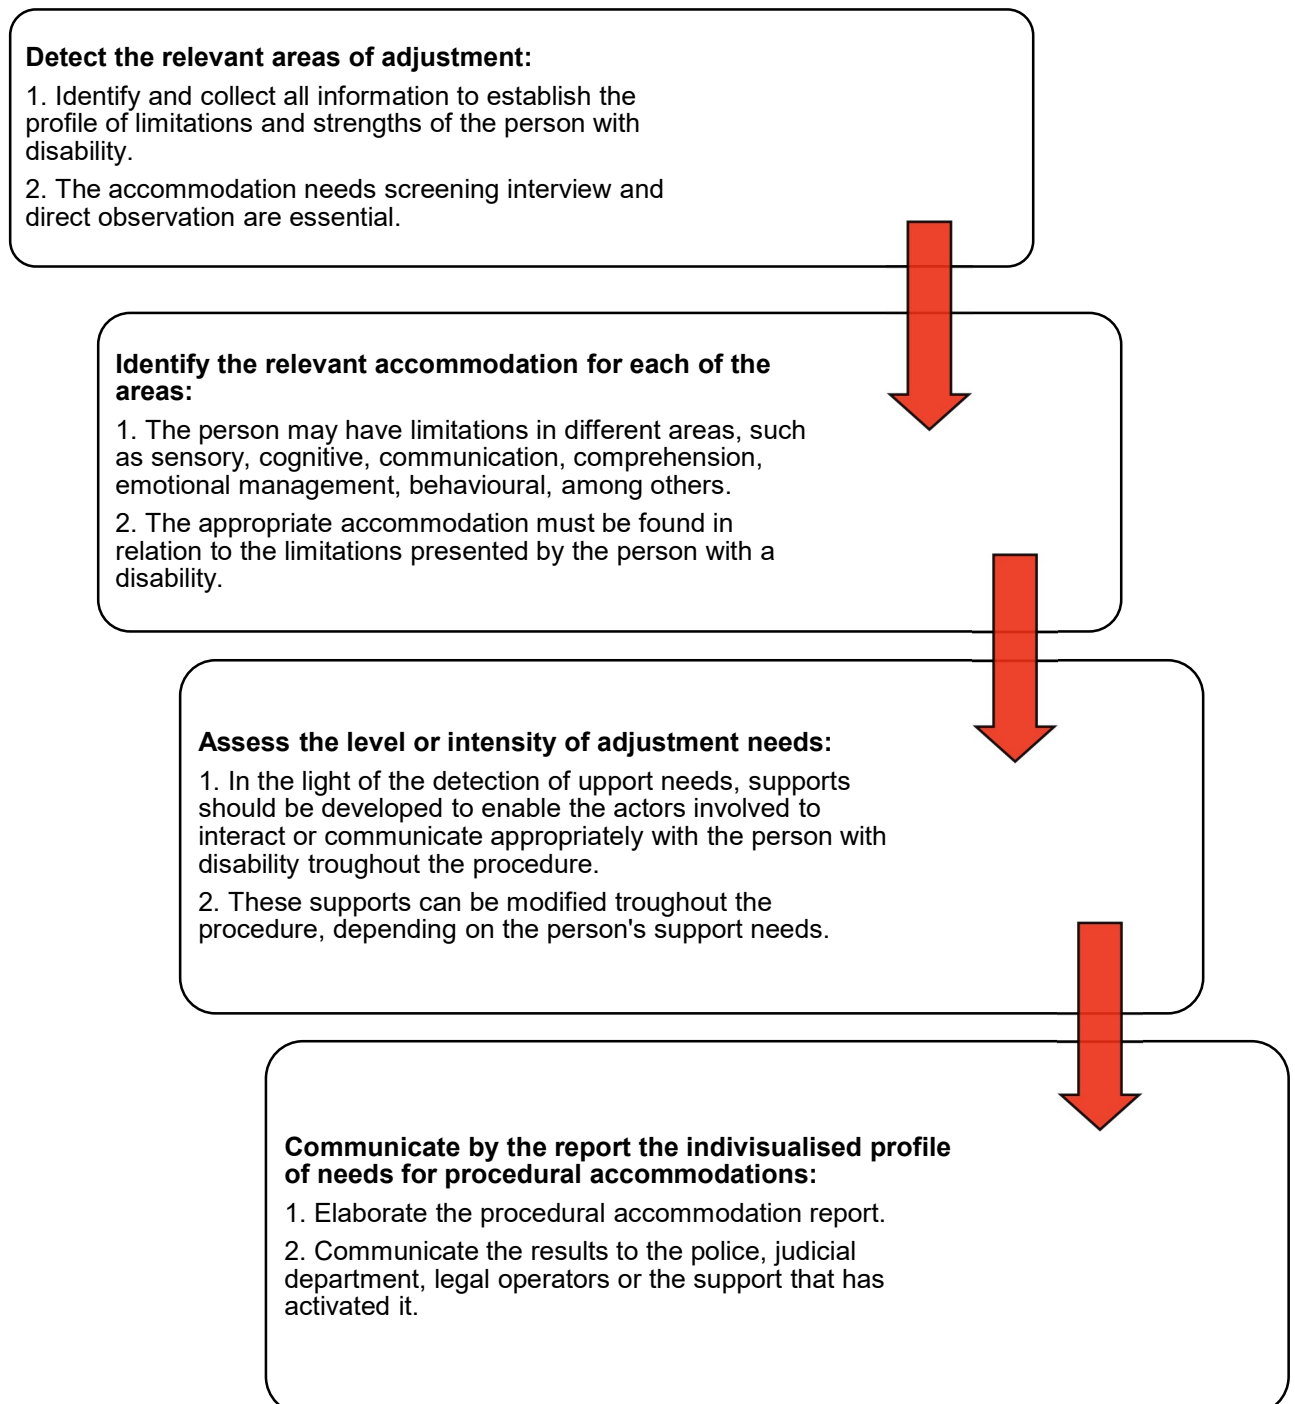 Detect the relevant areas of adjustment:
1. Identify and collect all information to establish the
profile of limitations and strengths of the person with
disability.
2. The accommodation needs screening interview and
direct observation are essential.
Identify the relevant accommodation for each of the
areas:
1. The person may have limitations in different areas, such
as sensory, cognitive, communication, comprehension,
emotional management, behavioural, among others.
2. The appropriate accommodation must be found in
relation to the limitations presented by the person with a
disability.
Assess the level or intensity of adjustment needs:
1. In the light of the detection of upport needs, supports
should be developed to enable the actors involved to
interact or communicate appropriately with the person with
disability troughout the procedure.
2. These supports can be modified troughout the
procedure, depending on the person's support needs.
Communicate by the report the indivisualised profile
of needs for procedural accommodations:
1. Elaborate the procedural accommodation report.
2. Communicate the results to the police, judicial
department, legal operators or the support that has
activated it.